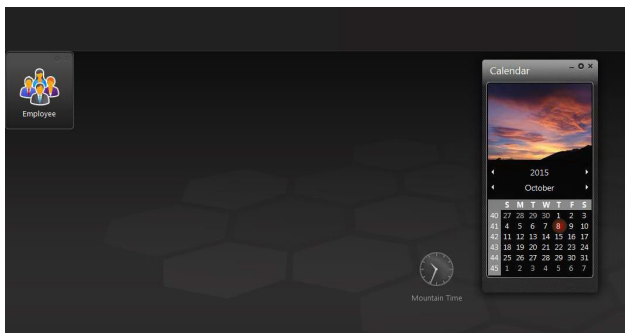 Employee
Calendar
2015
October
S M T W T F S
40 27 28 29 30 1 2 3
41 4 5 6 7 8 9 10
42 11 12 13 14 15 16 17
43 18 19 20 21 22 23 24
44 25 26 27 28 29 30 31
45 1 2 3 4 5 6 7
Mountain Time